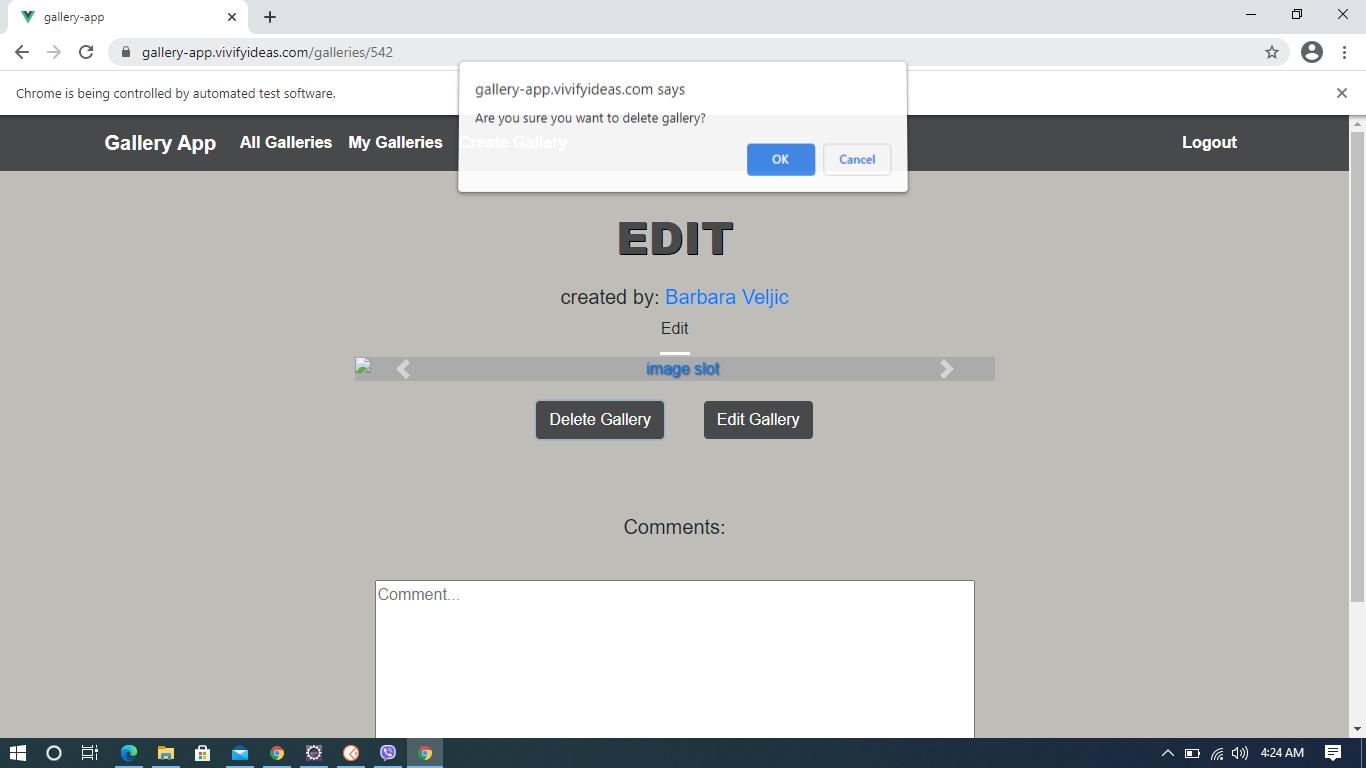 gallery-app
gallery-app.vivifyideas.com/galleries/542
Chrome is being controlled by automated test software.
gallery-app.vivifyideas.com says
Are you sure you want to delete gallery?
OK Cancel
Gallery App All Galleries My Galleries Create Gallery Logout
EDIT
created by: Barbara Veljic
Edit
image slot
Delete Gallery Edit Gallery
Comments:
Comment...
4:24 AM